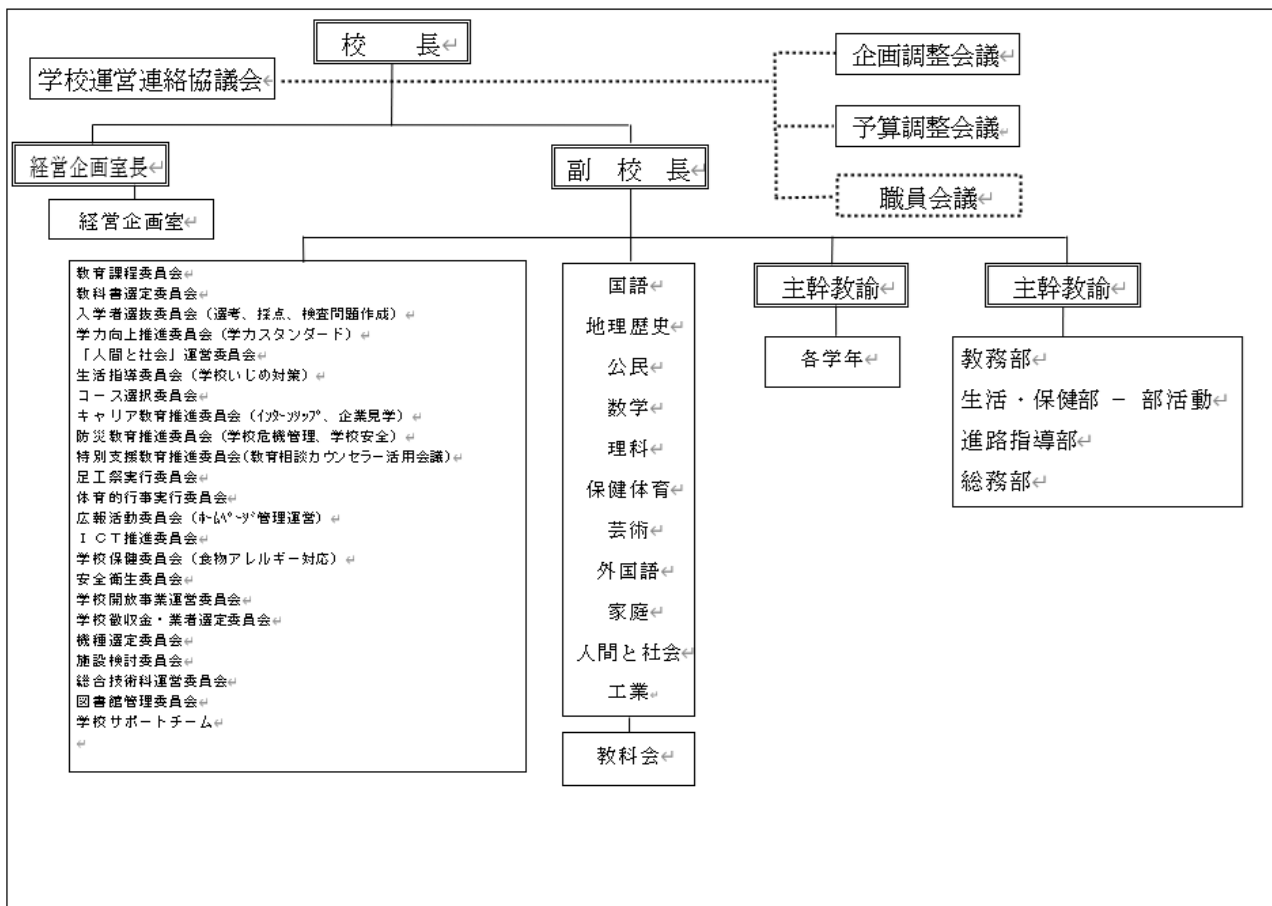 校　長
学校運営連絡協議会
企画調整会議
予算調整会議
職員会議
経営企画室長
経営企画室
副　校　長
教育課程委員会
教科書選定委員会
入学者選抜委員会（選考、採点、検査問題作成）
学力向上推進委員会（学力スタンダード）
「人間と社会」運営委員会
生活指導委員会（学校いじめ対策）
コース選択委員会
キャリア教育推進委員会（ｲﾝﾀｰﾝｼｯﾌﾟ、企業見学）
防災教育推進委員会（学校危機管理、学校安全）
特別支援教育推進委員会（教育相談カウンセラー活用会議）
足工祭実行委員会
体育的行事実行委員会
広報活動委員会（ﾎｰﾑﾍﾟｰｼﾞ管理運営）
ＩＣＴ推進委員会
学校保健委員会（食物アレルギー対応）
安全衛生委員会
学校開放事業運営委員会
学校徴収金・業者選定委員会
機種選定委員会
施設検討委員会
総合技術科運営委員会
図書館管理委員会
学校サポートチーム
国語
地理歴史
公民
数学
理科
保健体育
芸術
外国語
家庭
人間と社会
工業
教科会
主幹教諭
各学年
主幹教諭
教務部
生活・保健部 － 部活動
進路指導部
総務部